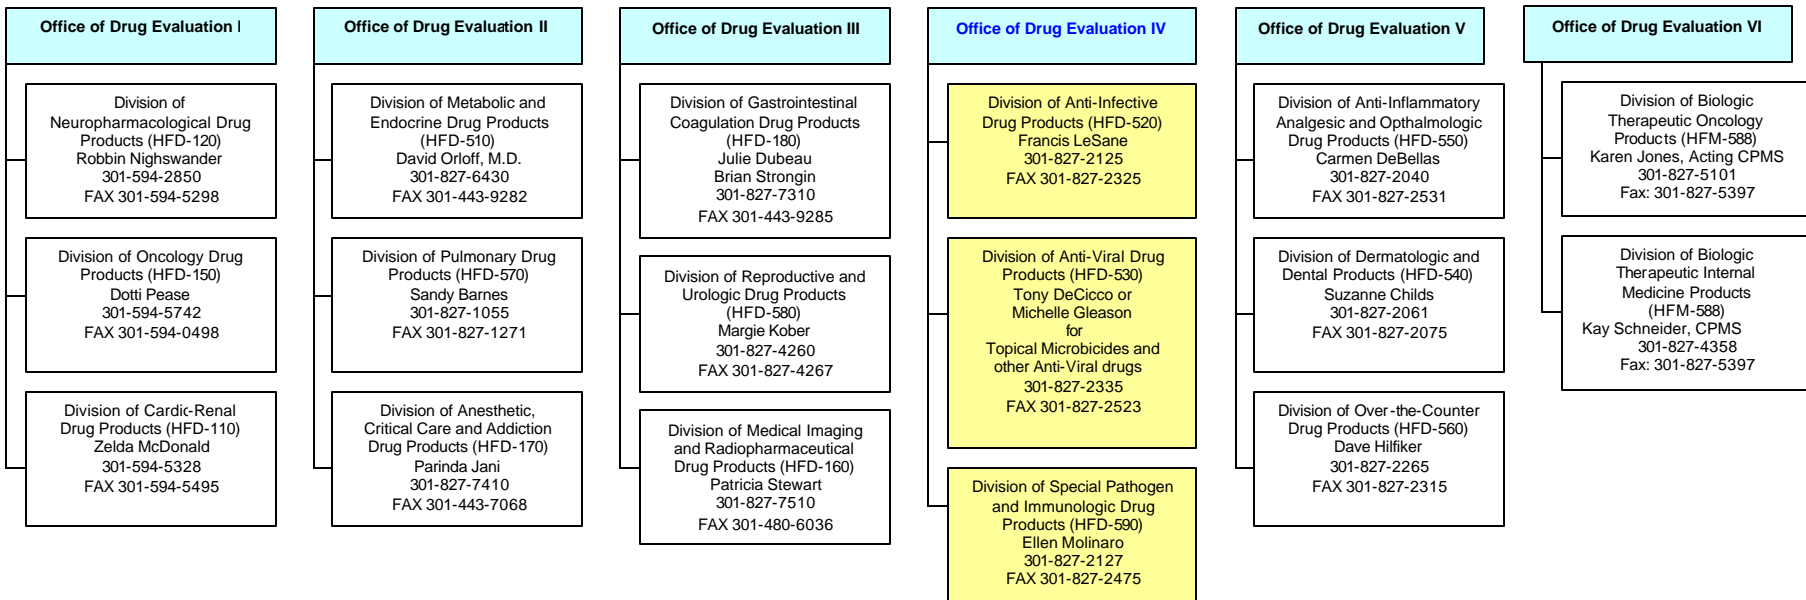 Office of Drug Evaluation I
Division of
Neuropharmacological Drug
Products (HFD-120)
Robbin Nighswander
301-594-2850
FAX 301-594-5298
Division of Oncology Drug
Products (HFD-150)
Dotti Pease
301-594-5742
FAX 301-594-0498
Division of Cardio-Renal
Drug Products (HFD-110)
Zelda McDonald
301-594-5328
FAX 301-594-5495
Office of Drug Evaluation II
Division of Metabolic and
Endocrine Drug Products
(HFD-510)
David Orloff, M.D.
301-827-6430
FAX 301-443-9282
Division of Pulmonary Drug
Products (HFD-570)
Sandy Barnes
301-827-1055
FAX 301-827-1271
Division of Anesthetic,
Critical Care and Addiction
Drug Products (HFD-170)
Parinda Jani
301-827-7410
FAX 301-443-7068
Office of Drug Evaluation III
Division of Gastrointestinal
Coagulation Drug Products
(HFD-180)
Julie Dubeau
Brian Strongin
301-827-7310
FAX 301-443-9285
Division of Reproductive and
Urologic Drug Products
(HFD-580)
Margie Kober
301-827-4260
FAX 301-827-4267
Division of Medical Imaging
and Radiopharmaceutical
Drug Products (HFD-160)
Patricia Stewart
301-827-7510
FAX 301-480-6036
Office of Drug Evaluation IV
Division of Anti-Infective
Drug Products (HFD-520)
Francis LeSane
301-827-2125
FAX 301-827-2325
Division of Anti-Viral Drug
Products (HFD-530)
Tony DeCicco or
Michelle Gleason
for
Topical Microbicides and
other Anti-Viral drugs
301-827-2335
FAX 301-827-2523
Division of Special Pathogen
and Immunologic Drug
Products (HFD-590)
Ellen Molinaro
301-827-2127
FAX 301-827-2475
Office of Drug Evaluation V
Division of Anti-Inflammatory
Analgesic and Opthalmologic
Drug Products (HFD-550)
Carmen DeBellas
301-827-2040
FAX 301-827-2531
Division of Dermatologic and
Dental Products (HFD-540)
Suzanne Childs
301-827-2061
FAX 301-827-2075
Division of Over-the-Counter
Drug Products (HFD-560)
Dave Hilfiker
301-827-2265
FAX 301-827-2315
Office of Drug Evaluation VI
Division of Biologic
Therapeutic Oncology
Products (HFM-588)
Karen Jones, Acting CPMS
301-827-5101
Fax: 301-827-5397
Division of Biologic
Therapeutic Internal
Medicine Products
(HFM-588)
Kay Schneider, CPMS
301-827-4358
Fax: 301-827-5397